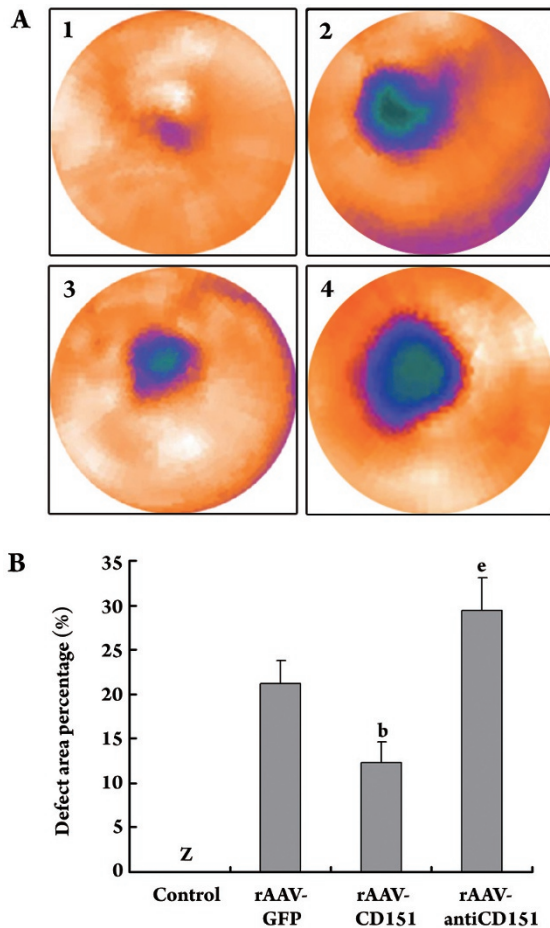 A
1
2
3
4
B
Defect area percentage (%)
35
30
25
20
15
10
5
0
Z
b
e
Control
rAAV-
GFP
rAAV-
CD151
rAAV-
antiCD151